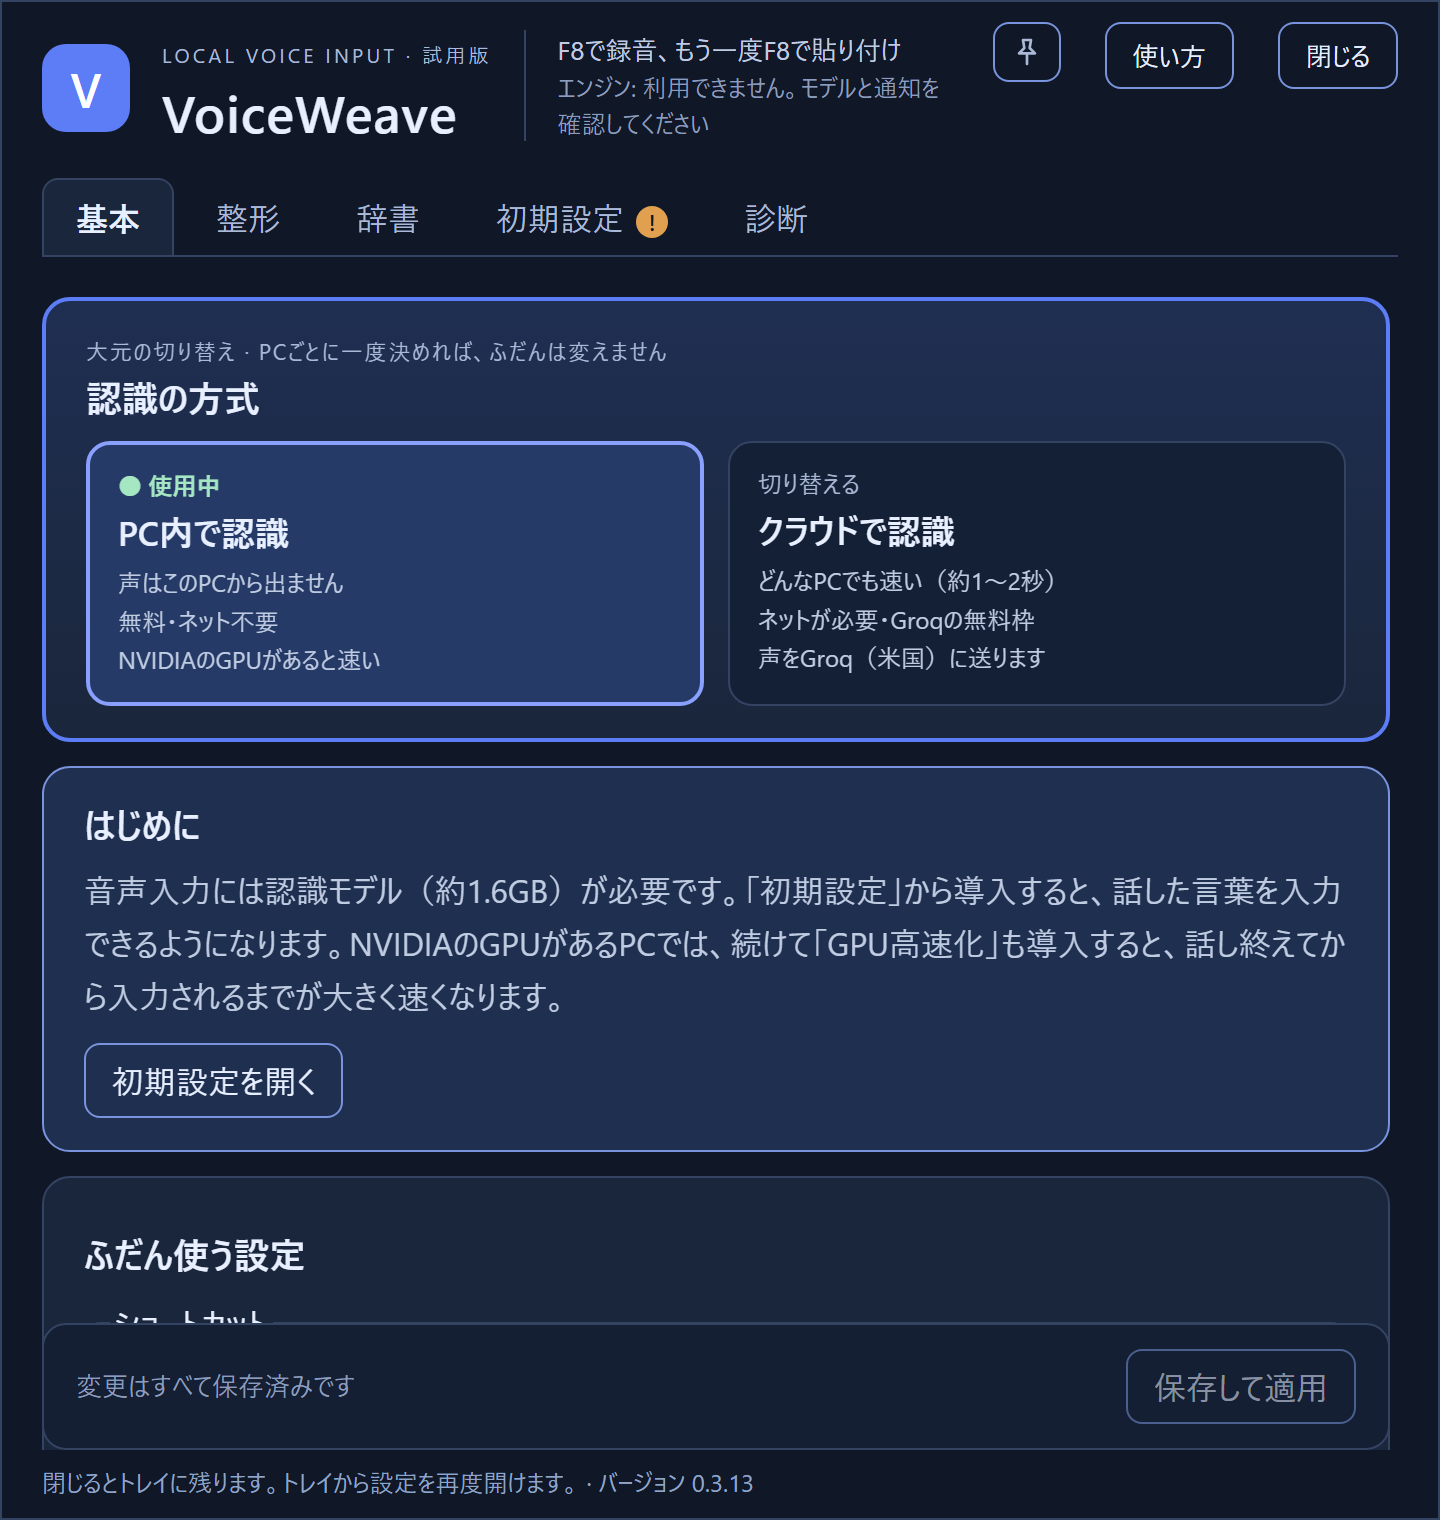 V
LOCAL VOICE INPUT · 試用版
VoiceWeave
F8で録音、もう一度F8で貼り付け
エンジン: 利用できません。モデルと通知を
確認してください
使い方
閉じる
基本
整形
辞書
初期設定 !
診断
大元の切り替え · PCごとに一度決めれば、ふだんは変えません
認識の方式
使用中
PC内で認識
声はこのPCから出ません
無料・ネット不要
NVIDIAのGPUがあると速い
切り替える
クラウドで認識
どんなPCでも速い（約1〜2秒）
ネットが必要・Groqの無料枠
声をGroq（米国）に送ります
はじめに
音声入力には認識モデル（約1.6GB）が必要です。「初期設定」から導入すると、話した言葉を入力
できるようになります。NVIDIAのGPUがあるPCでは、続けて「GPU高速化」も導入すると、話し終えてか
ら入力されるまでが大きく速くなります。
初期設定を開く
ふだん使う設定
ショートカット
変更はすべて保存済みです
保存して適用
閉じるとトレイに残ります。トレイから設定を再度開けます。 · バージョン 0.3.13